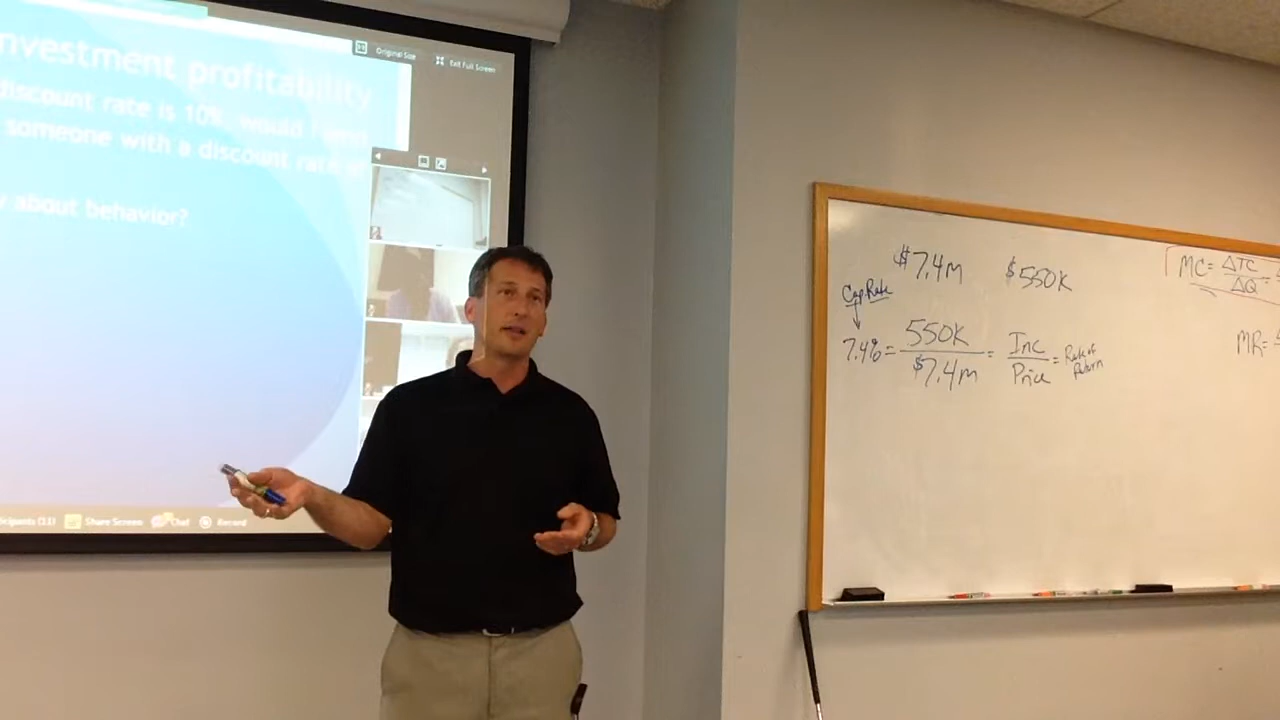 Original Size
Exit Full Screen
nvestment profitability
discount rate is 10%, would
someone with a discount rate
about behavior?
Share Screen
Chat
Record
$7.4M $550K
Cap. Rate
7.4% = 550K / $7.4M = Inc / Price = Rate of Return
MC = ΔTC / ΔQ =
MR =